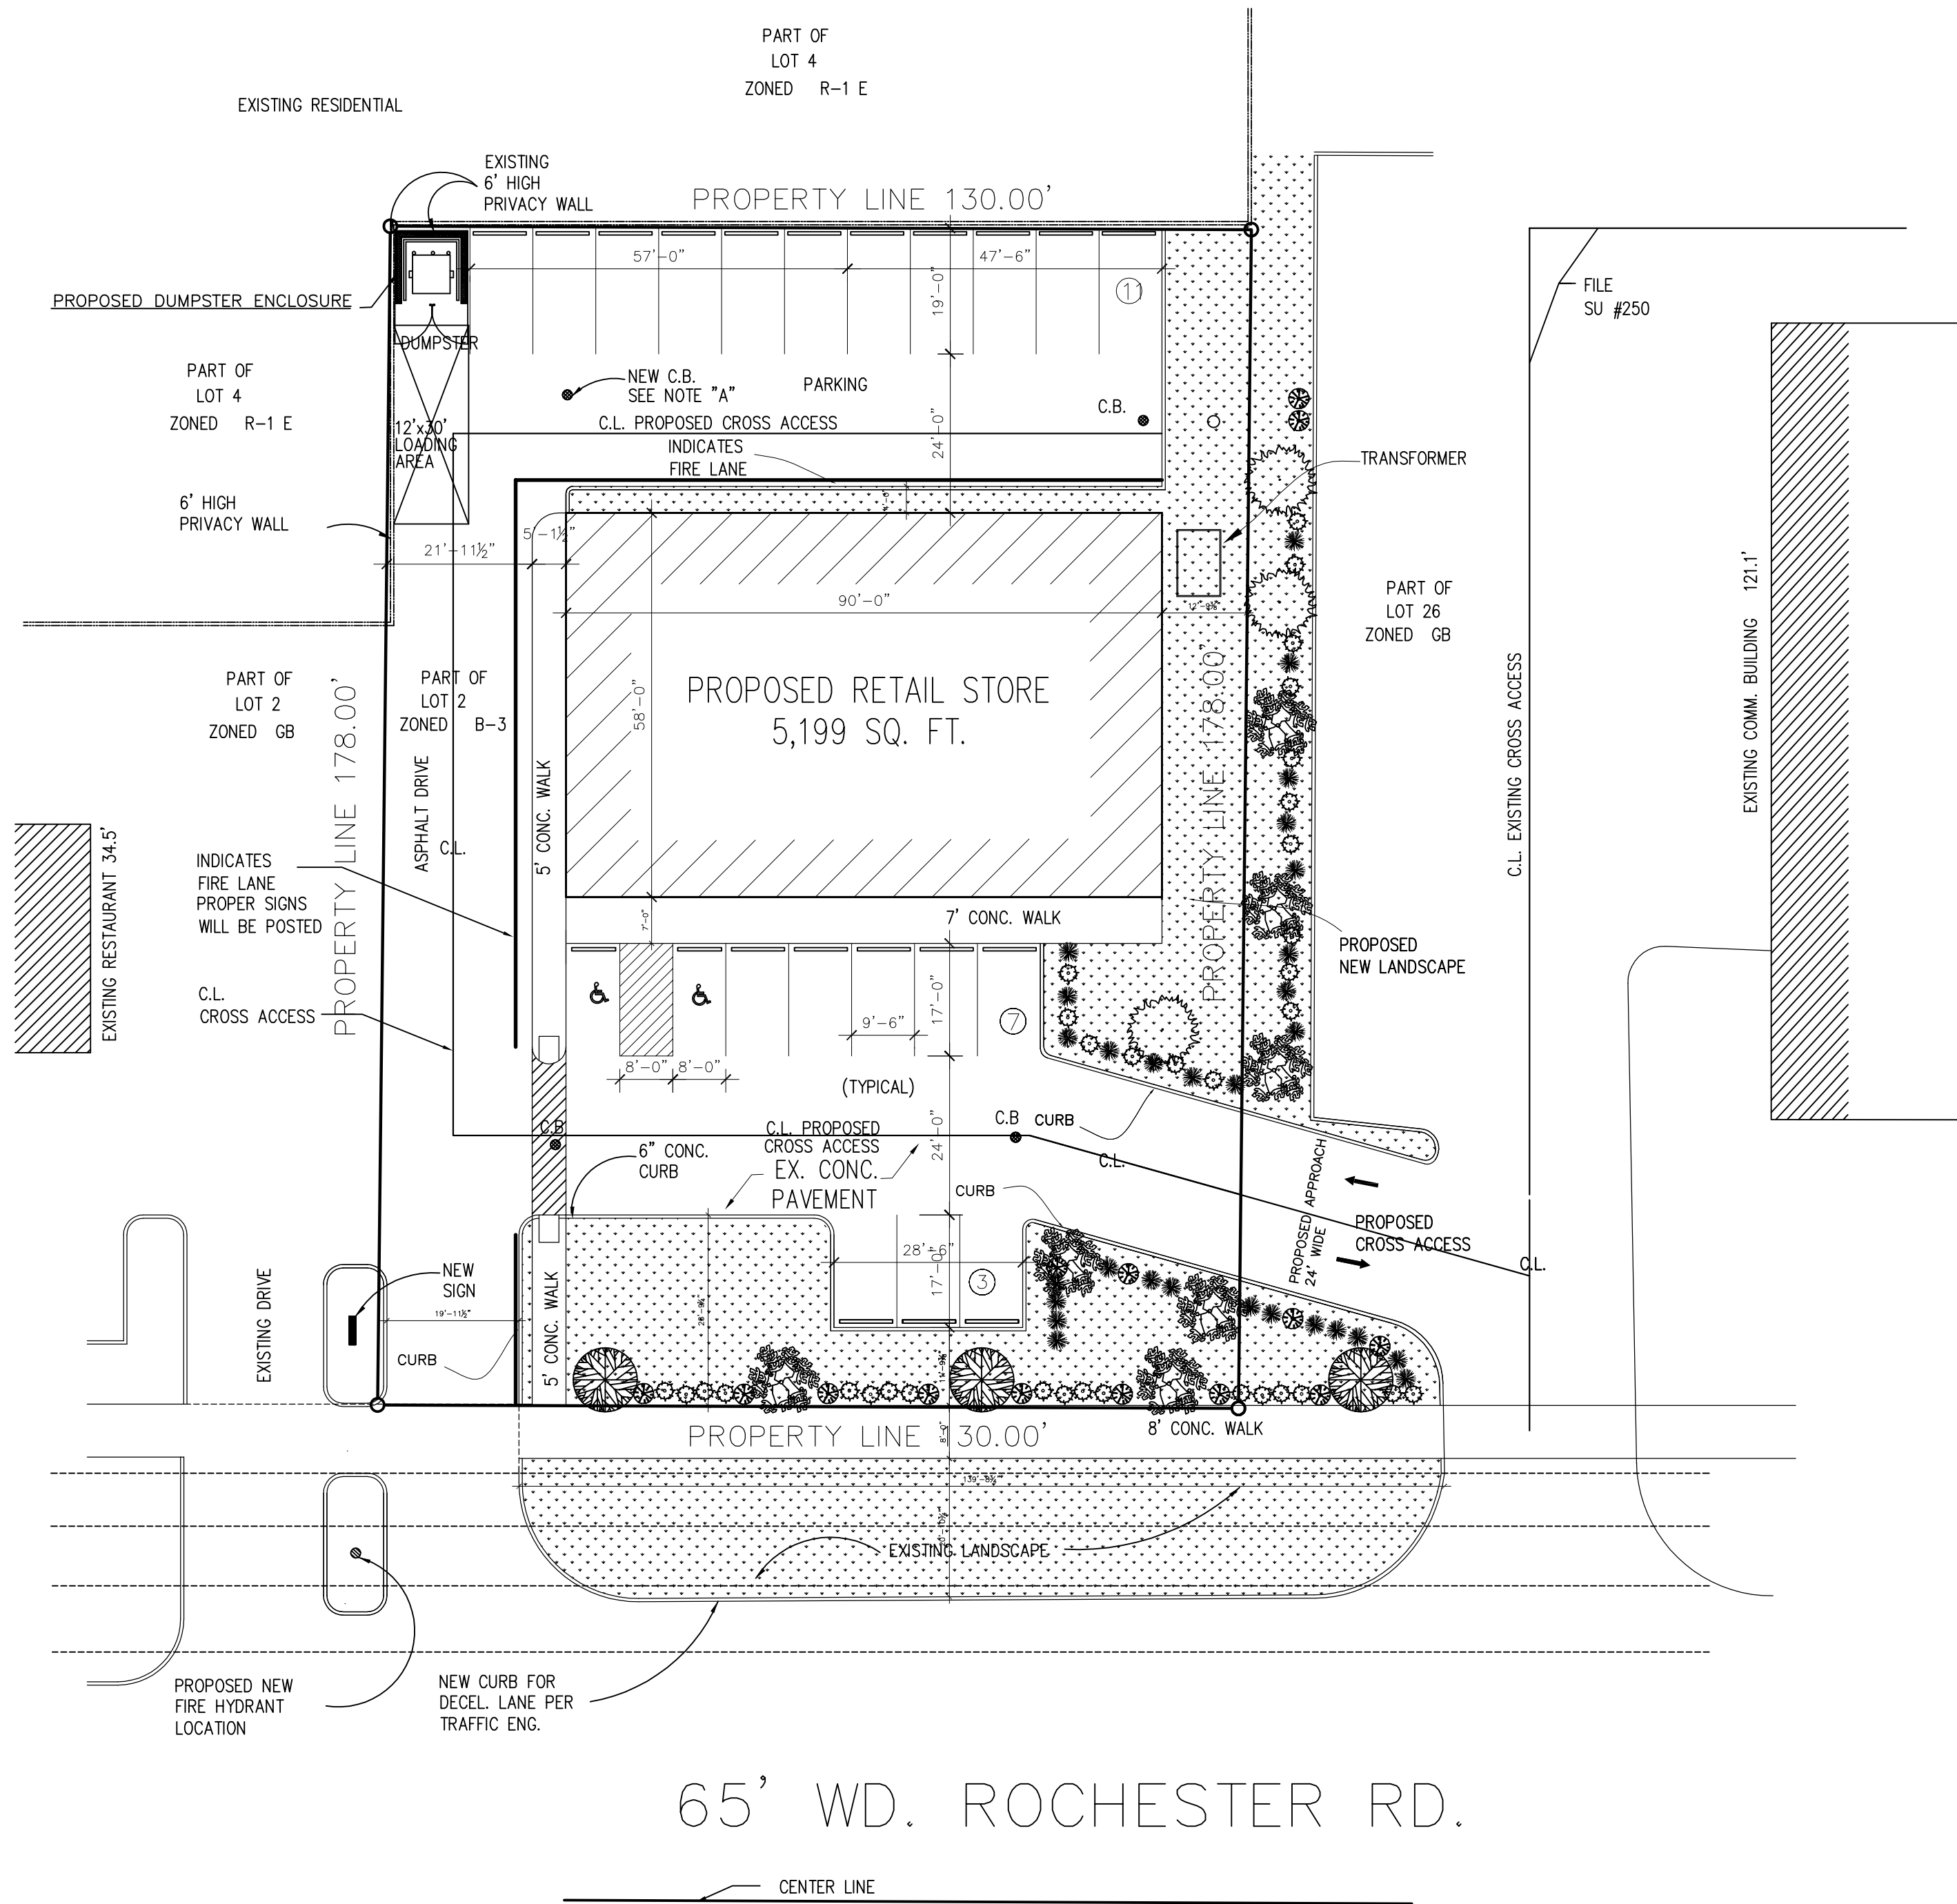 PART OF
LOT 4
ZONED R-1 E
EXISTING RESIDENTIAL
EXISTING
6' HIGH
PRIVACY WALL
PROPERTY LINE 130.00'
57'-0"
47'-6"
19'-0"
11
PROPOSED DUMPSTER ENCLOSURE
DUMPSTER
FILE
SU #250
PART OF
LOT 4
ZONED R-1 E
NEW C.B.
SEE NOTE "A"
PARKING
C.B.
C.L. PROPOSED CROSS ACCESS
24'-0"
12'x30'
LOADING
AREA
INDICATES
FIRE LANE
TRANSFORMER
6' HIGH
PRIVACY WALL
21'-11½"
5'-1½"
90'-0"
58'-0"
PROPOSED RETAIL STORE
5,199 SQ. FT.
PART OF
LOT 26
ZONED GB
EXISTING COMM. BUILDING 121.1'
C.L. EXISTING CROSS ACCESS
PART OF
LOT 2
ZONED GB
PROPERTY LINE 178.00'
PART OF
LOT 2
ZONED B-3
PROPERTY LINE 178.00'
ASPHALT DRIVE
C.L.
5' CONC. WALK
EXISTING RESTAURANT 34.5'
INDICATES
FIRE LANE
PROPER SIGNS
WILL BE POSTED
7'-0"
7' CONC. WALK
PROPOSED
NEW LANDSCAPE
C.L.
CROSS ACCESS
9'-6"
17'-0"
7
8'-0"
8'-0"
(TYPICAL)
C.B
C.B
CURB
C.L. PROPOSED
CROSS ACCESS
24'-0"
C.L.
6" CONC.
CURB
EX. CONC.
PAVEMENT
CURB
PROPOSED APPROACH
24' WIDE
PROPOSED
CROSS ACCESS
C.L.
28'-6"
17'-0"
3
NEW
SIGN
19'-11½"
EXISTING DRIVE
CURB
5' CONC. WALK
PROPERTY LINE 130.00'
8'-0"
8' CONC. WALK
EXISTING LANDSCAPE
PROPOSED NEW
FIRE HYDRANT
LOCATION
NEW CURB FOR
DECEL. LANE PER
TRAFFIC ENG.
65' WD. ROCHESTER RD.
CENTER LINE